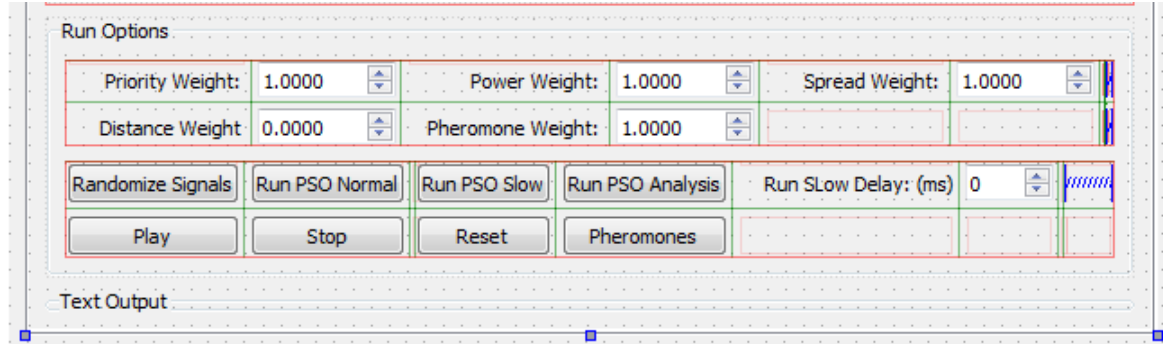 Run Options
Priority Weight: 1.0000 Power Weight: 1.0000 Spread Weight: 1.0000
Distance Weight 0.0000 Pheromone Weight: 1.0000
Randomize Signals Run PSO Normal Run PSO Slow Run PSO Analysis Run SLow Delay: (ms) 0
Play Stop Reset Pheromones
Text Output